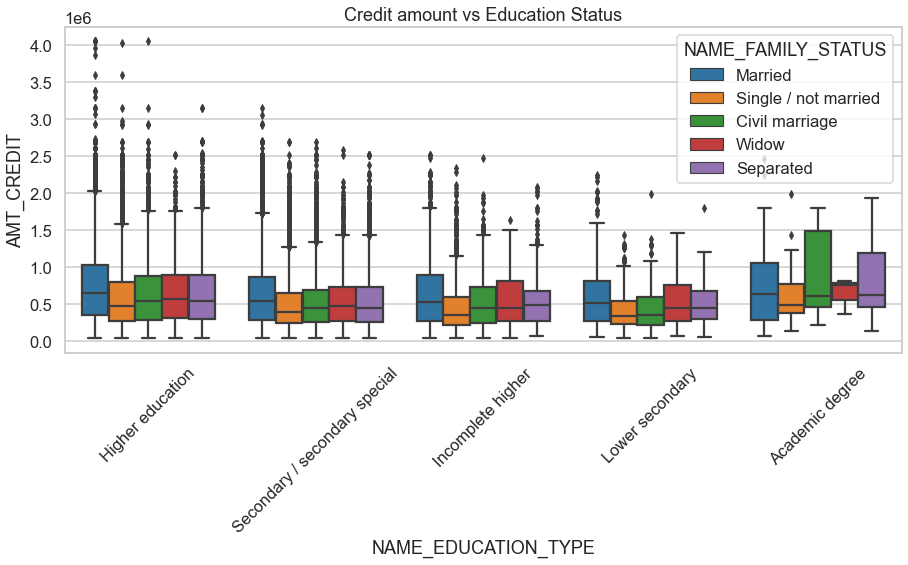 Credit amount vs Education Status
1e6
4.0
3.5
3.0
2.5
2.0
1.5
1.0
0.5
0.0
AMT_CREDIT
NAME_FAMILY_STATUS
Married
Single / not married
Civil marriage
Widow
Separated
Higher education
Secondary / secondary special
Incomplete higher
Lower secondary
Academic degree
NAME_EDUCATION_TYPE